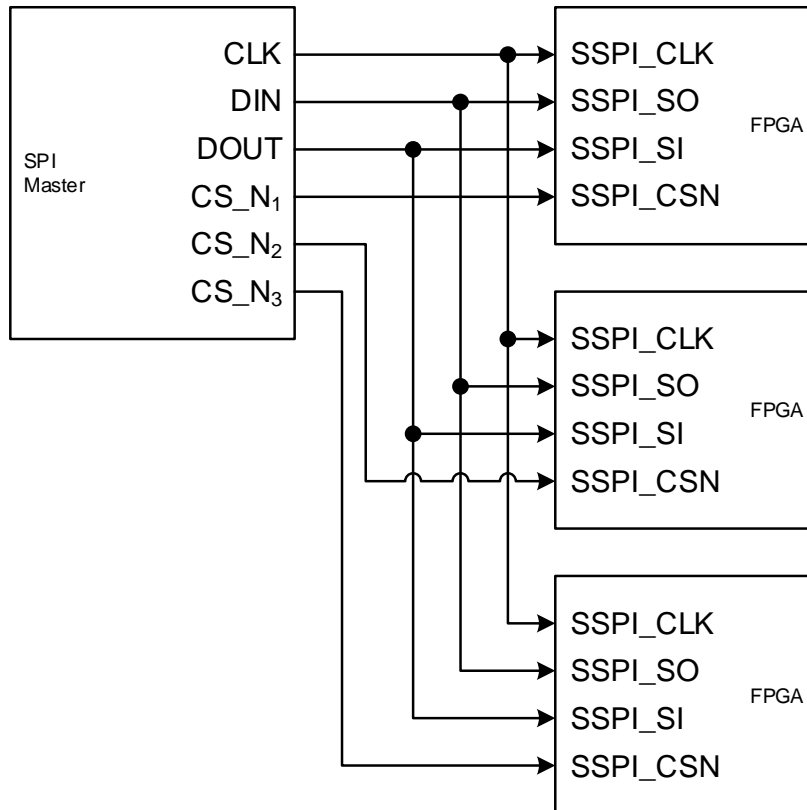 SPI
Master
CLK
DIN
DOUT
CS_N₁
CS_N₂
CS_N₃
SSPI_CLK
SSPI_SO
SSPI_SI
SSPI_CSN
FPGA
SSPI_CLK
SSPI_SO
SSPI_SI
SSPI_CSN
FPGA
SSPI_CLK
SSPI_SO
SSPI_SI
SSPI_CSN
FPGA